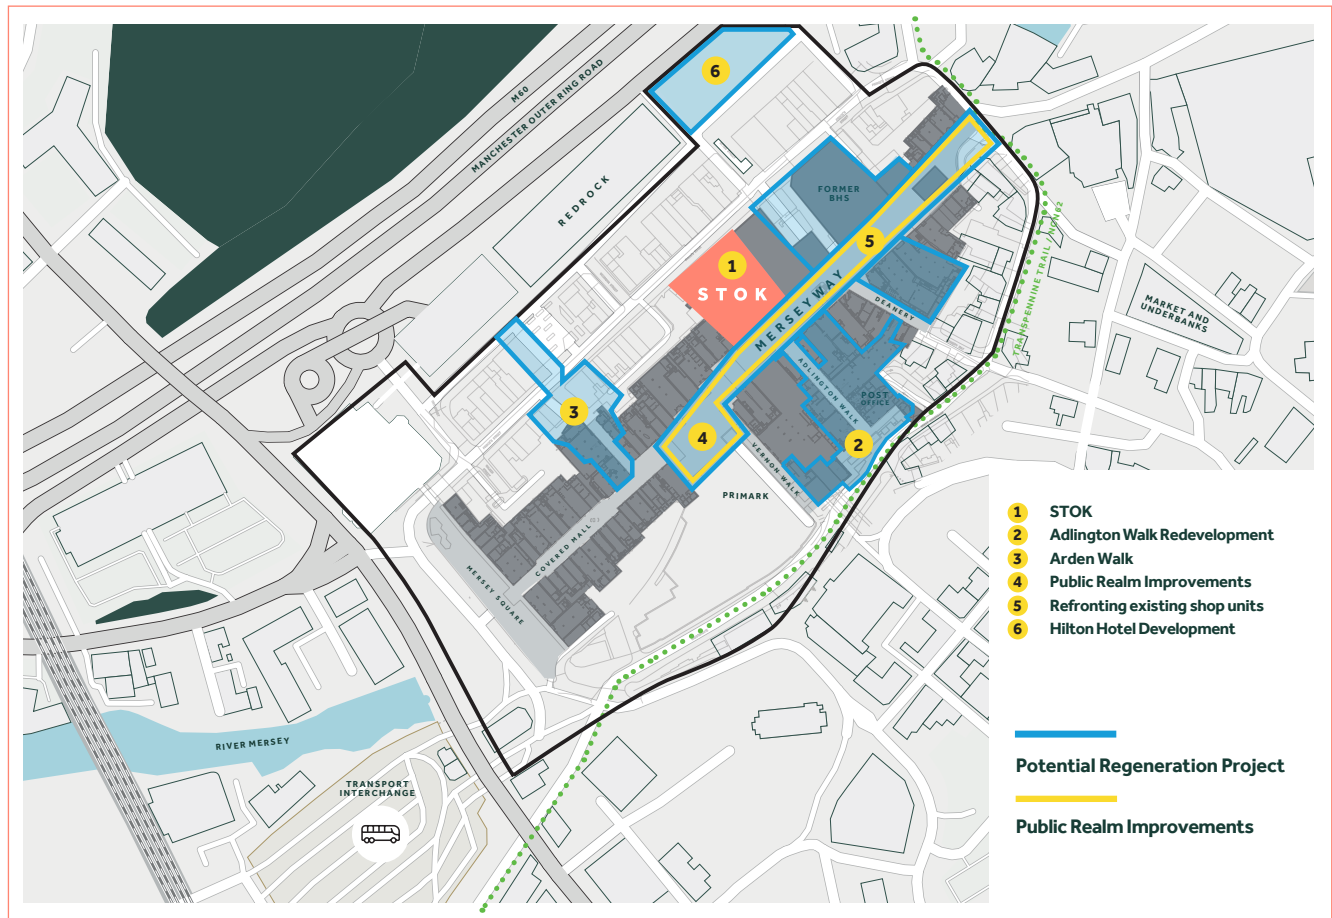 6
M60
MANCHESTER OUTER RING ROAD
REDROCK
FORMER
BHS
5
1
STOK
MERSEYWAY
DEANERY
TRANSPENNINE TRAIL / NCN62
MARKET AND
UNDERBANKS
ADLINGTON WALK
POST
OFFICE
3
4
2
VERNON WALK
PRIMARK
COVERED MALL
MERSEY SQUARE
RIVER MERSEY
TRANSPORT
INTERCHANGE
1 STOK
2 Adlington Walk Redevelopment
3 Arden Walk
4 Public Realm Improvements
5 Refronting existing shop units
6 Hilton Hotel Development
Potential Regeneration Project
Public Realm Improvements